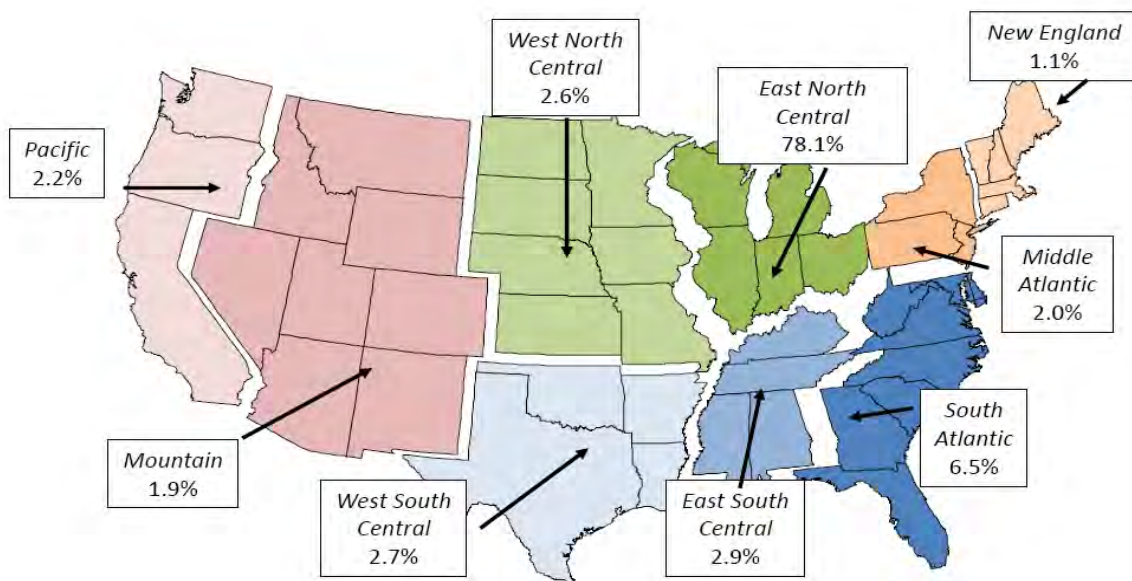 New England
1.1%
West North
Central
2.6%
East North
Central
78.1%
Pacific
2.2%
Middle
Atlantic
2.0%
South
Atlantic
6.5%
Mountain
1.9%
West South
Central
2.7%
East South
Central
2.9%